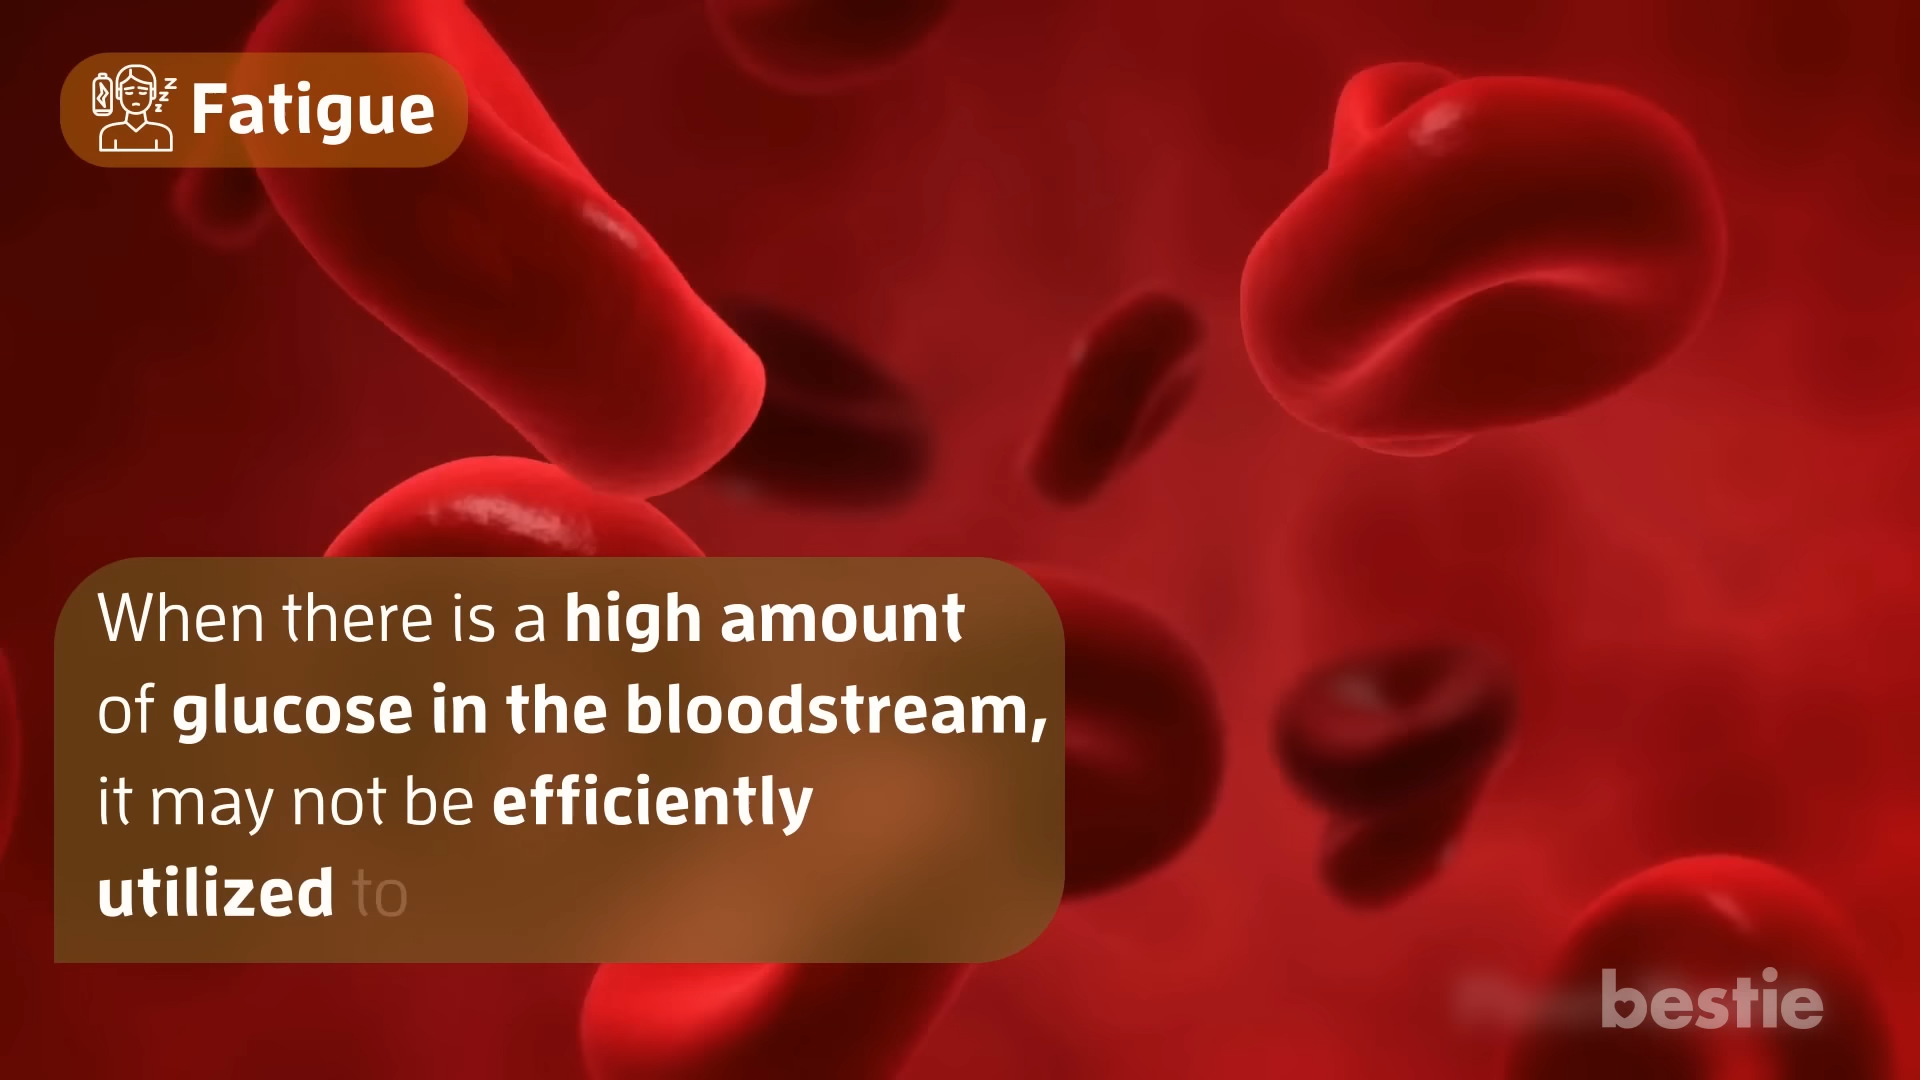 Fatigue
When there is a high amount
of glucose in the bloodstream,
it may not be efficiently
utilized to
bestie